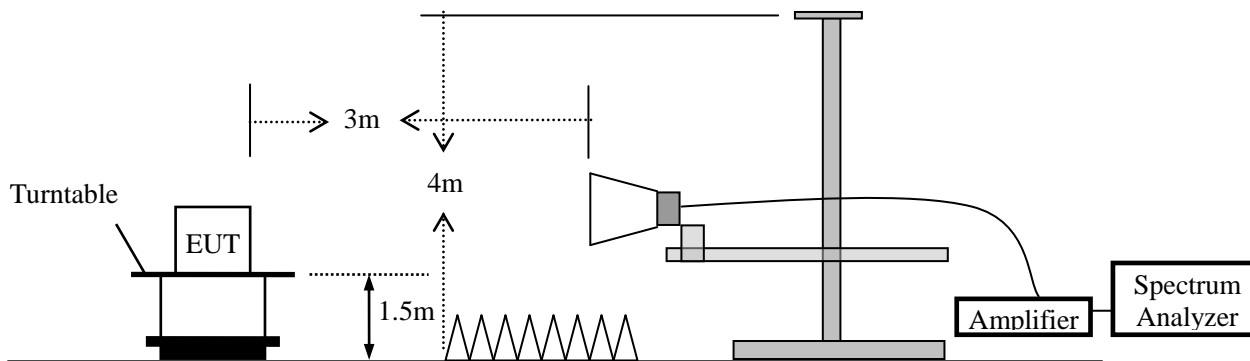 3m
4m
Turntable
EUT
1.5m
Amplifier
Spectrum
Analyzer